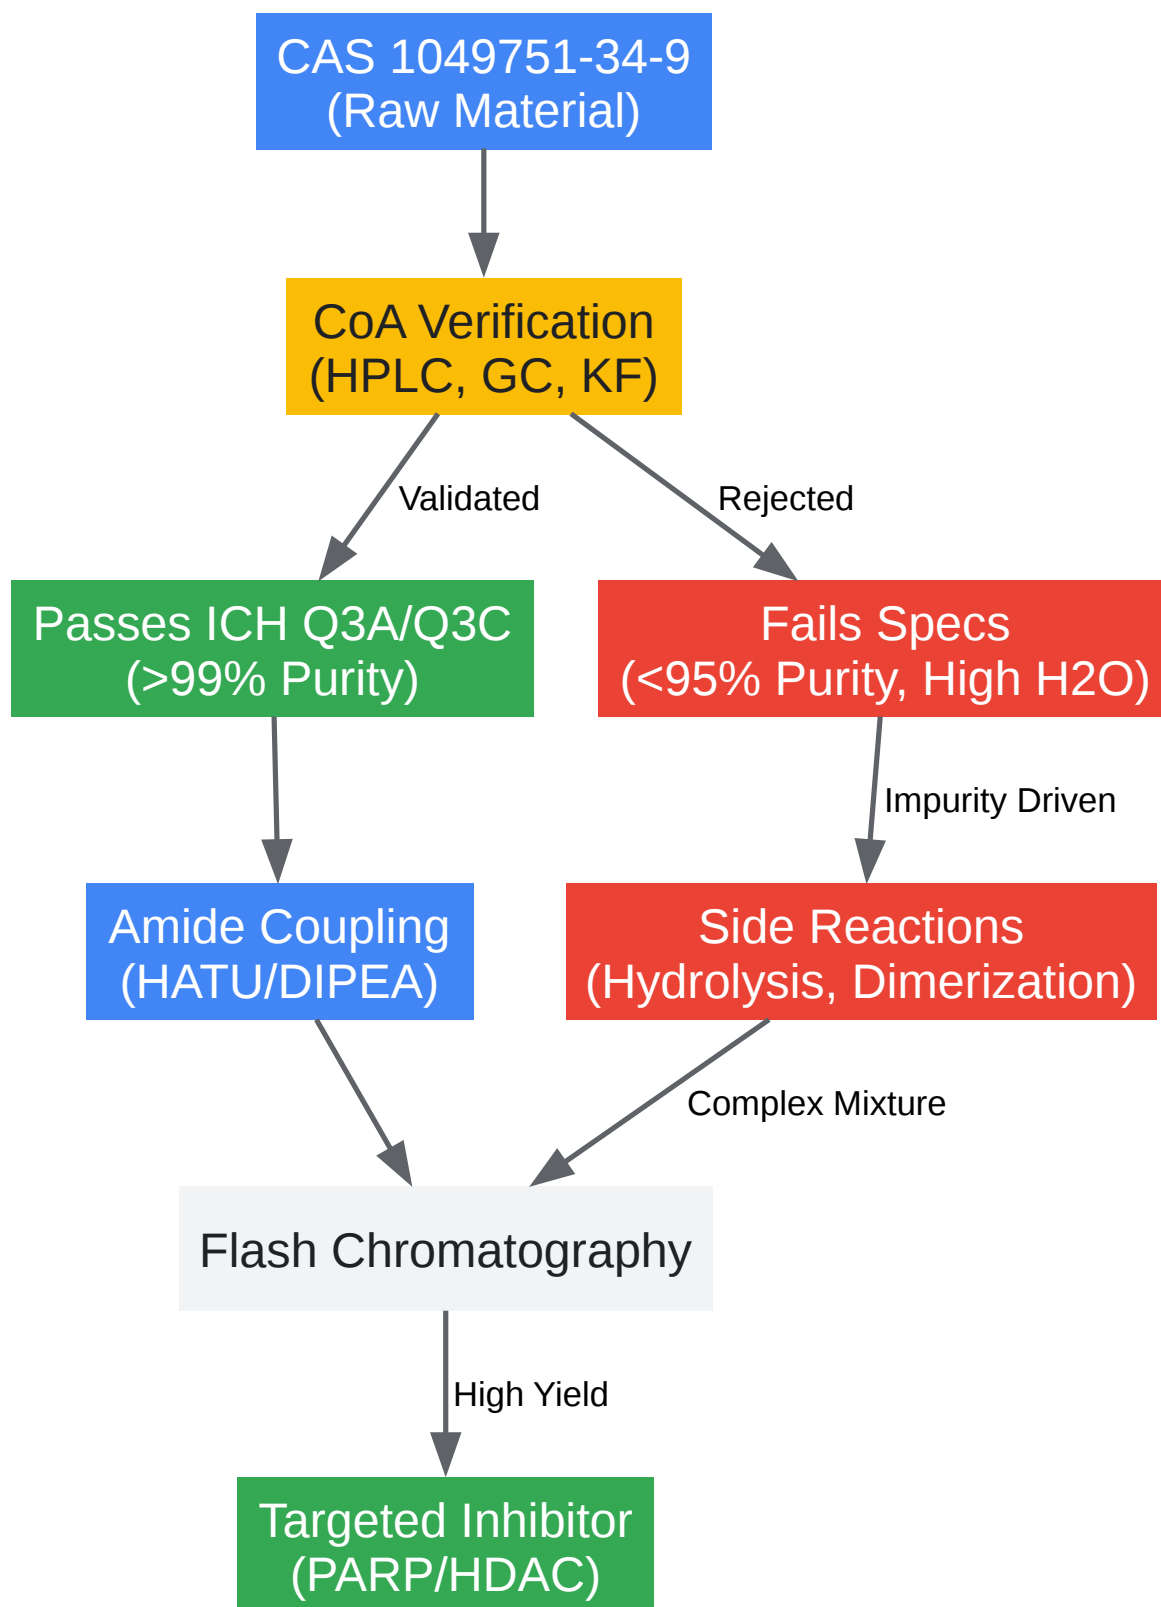 CAS 1049751-34-9
(Raw Material)
CoA Verification
(HPLC, GC, KF)
Validated
Rejected
Passes ICH Q3A/Q3C
(>99% Purity)
Fails Specs
(<95% Purity, High H2O)
Impurity Driven
Amide Coupling
(HATU/DIPEA)
Side Reactions
(Hydrolysis, Dimerization)
Complex Mixture
Flash Chromatography
High Yield
Targeted Inhibitor
(PARP/HDAC)